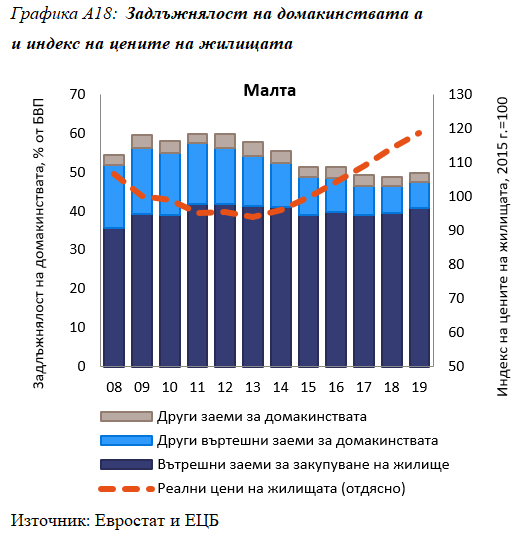 Графика А18: Задлъжнялост на домакинствата а
и индекс на цените на жилищата
Малта
Задлъжнялост на домакинствата, % от БВП
70
60
50
40
30
20
10
0
130
120
110
100
90
80
70
60
50
Индекс на цените на жилищата, 2015 г,=100
08 09 10 11 12 13 14 15 16 17 18 19
Други заеми за домакинствата
Други въртешни заеми за домакинствата
Вътрешни заеми за закупуване на жилище
Реални цени на жилищата (отдясно)
Източник: Евростат и ЕЦБ